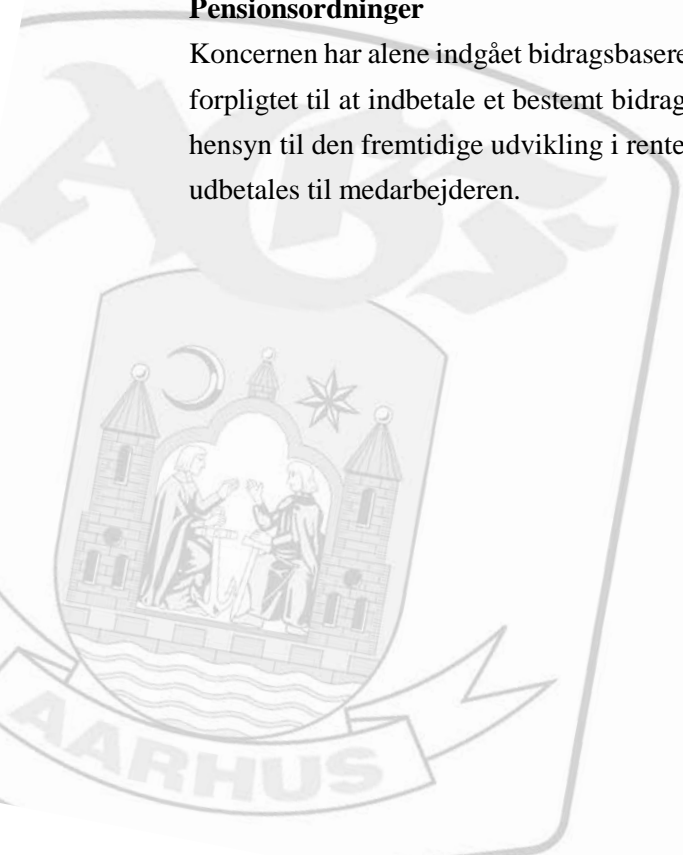 Pensionsordninger
Koncernen har alene indgået bidragsbasere
forpligtet til at indbetale et bestemt bidrag
hensyn til den fremtidige udvikling i rente
udbetales til medarbejderen.
AGF
AARHUS